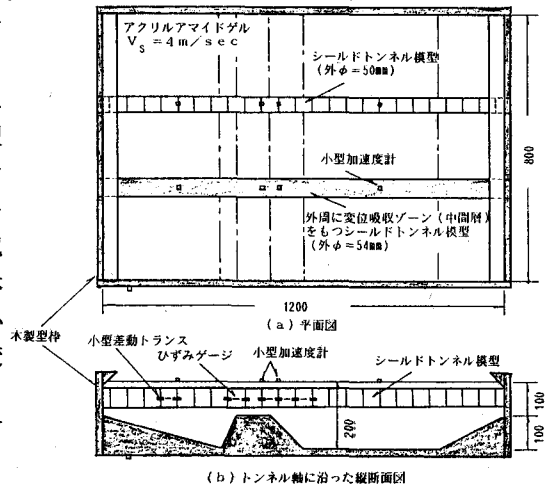 アクリルアマイドゲル
Vs＝4m／sec
シールドトンネル模型
(外φ＝50mm)
小型加速度計
外周に変位吸収ゾーン(中間層)
をもつシールドトンネル模型
(外φ＝54mm)
800
1200
(a)平面図
木製型枠
小型差動トランス
ひずみゲージ
小型加速度計
シールドトンネル模型
200
100
100
(b)トンネル軸に沿った縦断面図